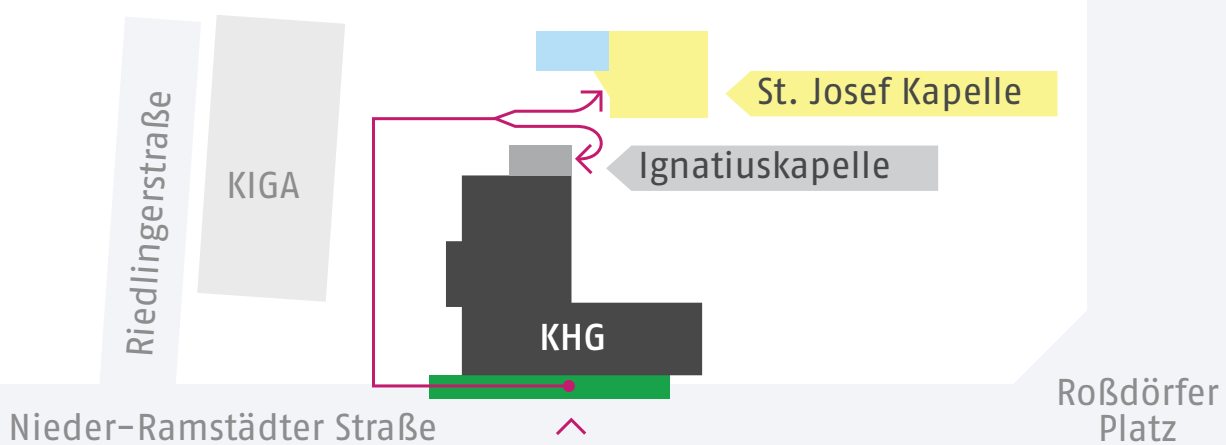 St. Josef Kapelle
Ignatiuskapelle
KIGA
Riedlingerstraße
KHG
Nieder-Ramstädter Straße
Roßdörfer
Platz